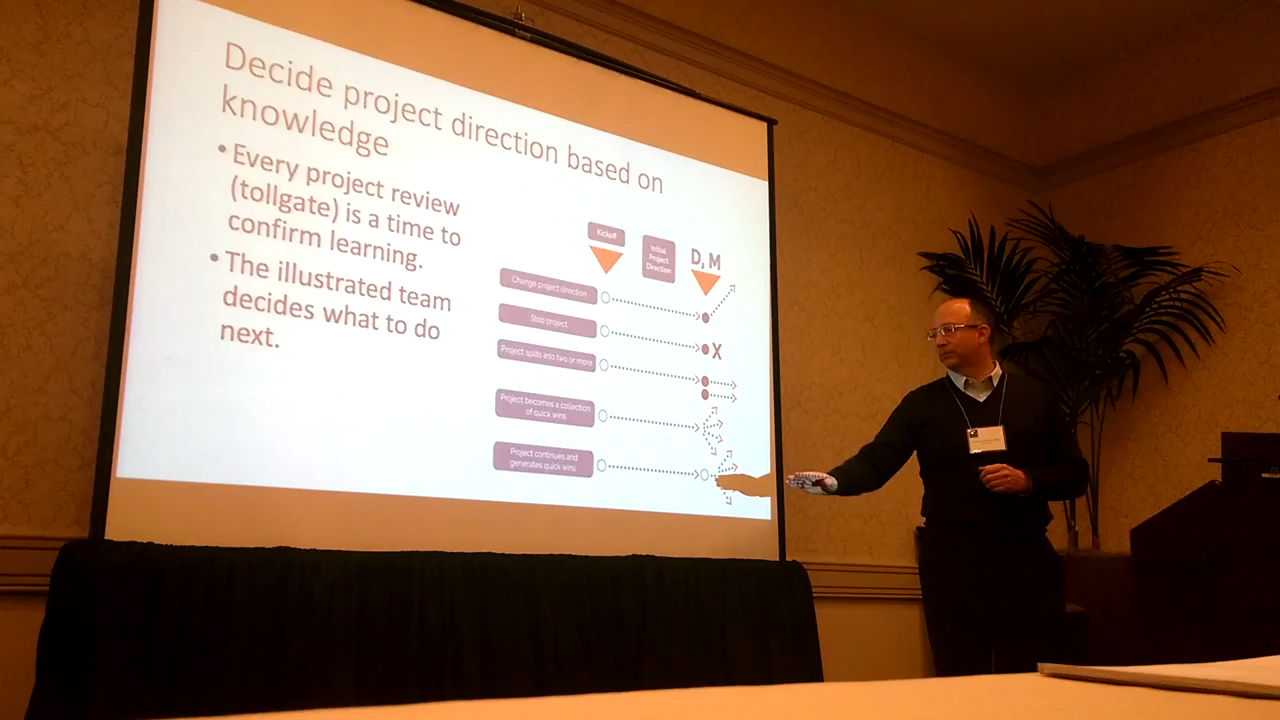 Decide project direction based on
knowledge
• Every project review
(tollgate) is a time to
confirm learning.
• The illustrated team
decides what to do
next.
Kickoff
Initial
Project
Direction
D, M
Change project direction
Stop project
X
Project splits into two or more
Project becomes a collection
of quick wins
Project continues and
generates quick wins